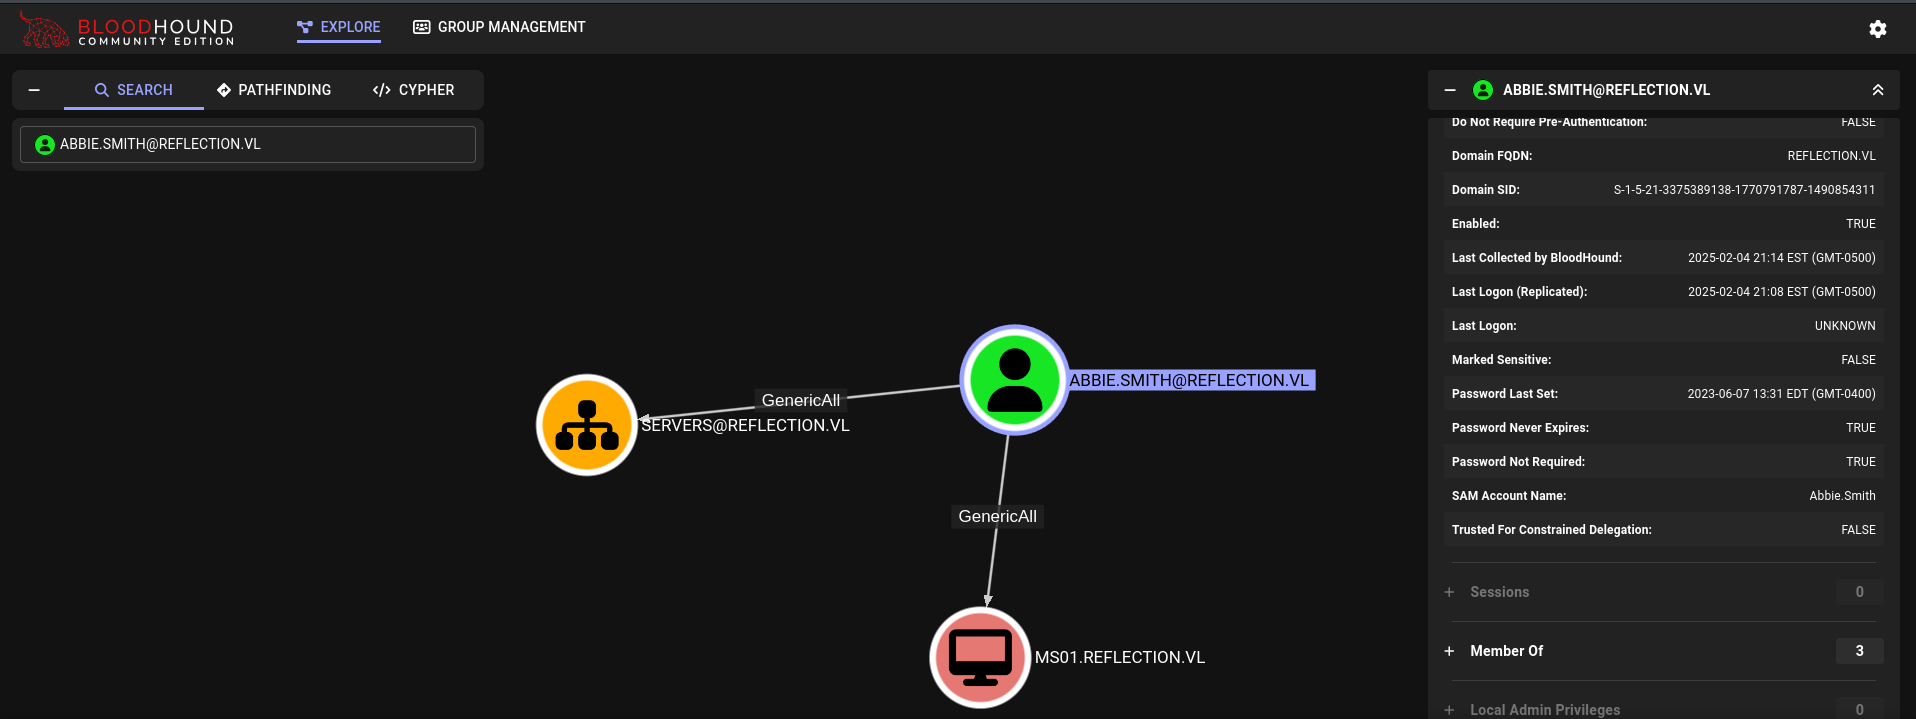 BLOODHOUND
COMMUNITY EDITION
EXPLORE
GROUP MANAGEMENT
SEARCH
PATHFINDING
CYPHER
ABBIE.SMITH@REFLECTION.VL
GenericAll
SERVERS@REFLECTION.VL
ABBIE.SMITH@REFLECTION.VL
GenericAll
MS01.REFLECTION.VL
ABBIE.SMITH@REFLECTION.VL
Do Not Require Pre-Authentication: FALSE
Domain FQDN: REFLECTION.VL
Domain SID: S-1-5-21-3375389138-1770791787-1490854311
Enabled: TRUE
Last Collected by BloodHound: 2025-02-04 21:14 EST (GMT-0500)
Last Logon (Replicated): 2025-02-04 21:08 EST (GMT-0500)
Last Logon: UNKNOWN
Marked Sensitive: FALSE
Password Last Set: 2023-06-07 13:31 EDT (GMT-0400)
Password Never Expires: TRUE
Password Not Required: TRUE
SAM Account Name: Abbie.Smith
Trusted For Constrained Delegation: FALSE
+ Sessions 0
+ Member Of 3
+ Local Admin Privileges 0